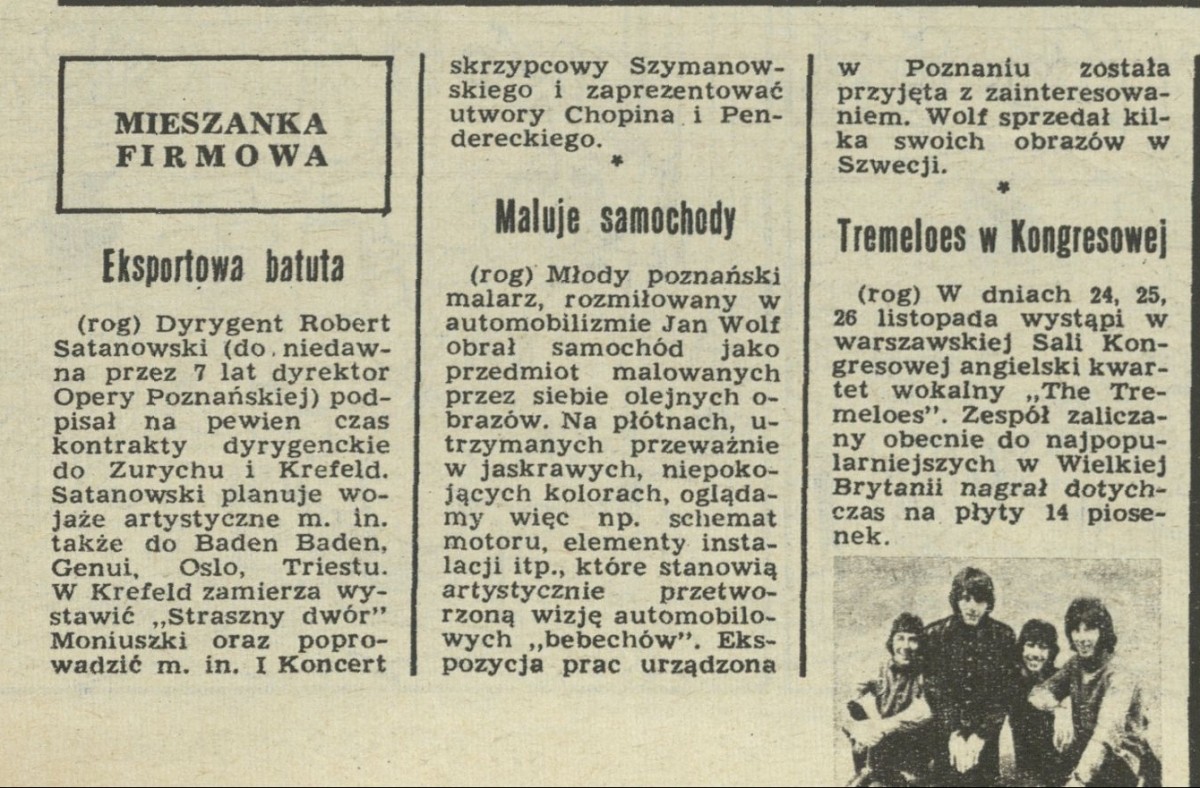 MIESZANKA
FIRMOWA
Eksportowa batuta
(rog) Dyrygent Robert
Satanowski (do niedaw-
na przez 7 lat dyrektor
Opery Poznańskiej) pod-
pisał na pewien czas
kontrakty dyrygenckie
do Zurychu i Krefeld.
Satanowski planuje wo-
jaże artystyczne m. in.
także do Baden Baden,
Genui, Oslo, Triestu.
W Krefeld zamierza wy-
stawić „Straszny dwór”
Moniuszki oraz popro-
wadzić m. in. I Koncert
skrzypcowy Szymanow-
skiego i zaprezentować
utwory Chopina i Pen-
dereckiego.
*
Maluje samochody
(rog) Młody poznański
malarz, rozmiłowany w
automobilizmie Jan Wolf
obrał samochód jako
przedmiot malowanych
przez siebie olejnych o-
brazów. Na płótnach, u-
trzymanych przeważnie
w jaskrawych, niepoko-
jących kolorach, ogląda-
my więc np. schemat
motoru, elementy insta-
lacji itp., które stanowią
artystycznie przetwo-
rzoną wizję automobilo-
wych „bebechów”. Eks-
pozycja prac urządzona
w Poznaniu została
przyjęta z zainteresowa-
niem. Wolf sprzedał kil-
ka swoich obrazów w
Szwecji.
*
Tremeloes w Kongresowej
(rog) W dniach 24, 25,
26 listopada wystąpi w
warszawskiej Sali Kon-
gresowej angielski kwar-
tet wokalny „The Tre-
meloes”. Zespół zalicza-
ny obecnie do najpopu-
larniejszych w Wielkiej
Brytanii nagrał dotych-
czas na płyty 14 piose-
nek.